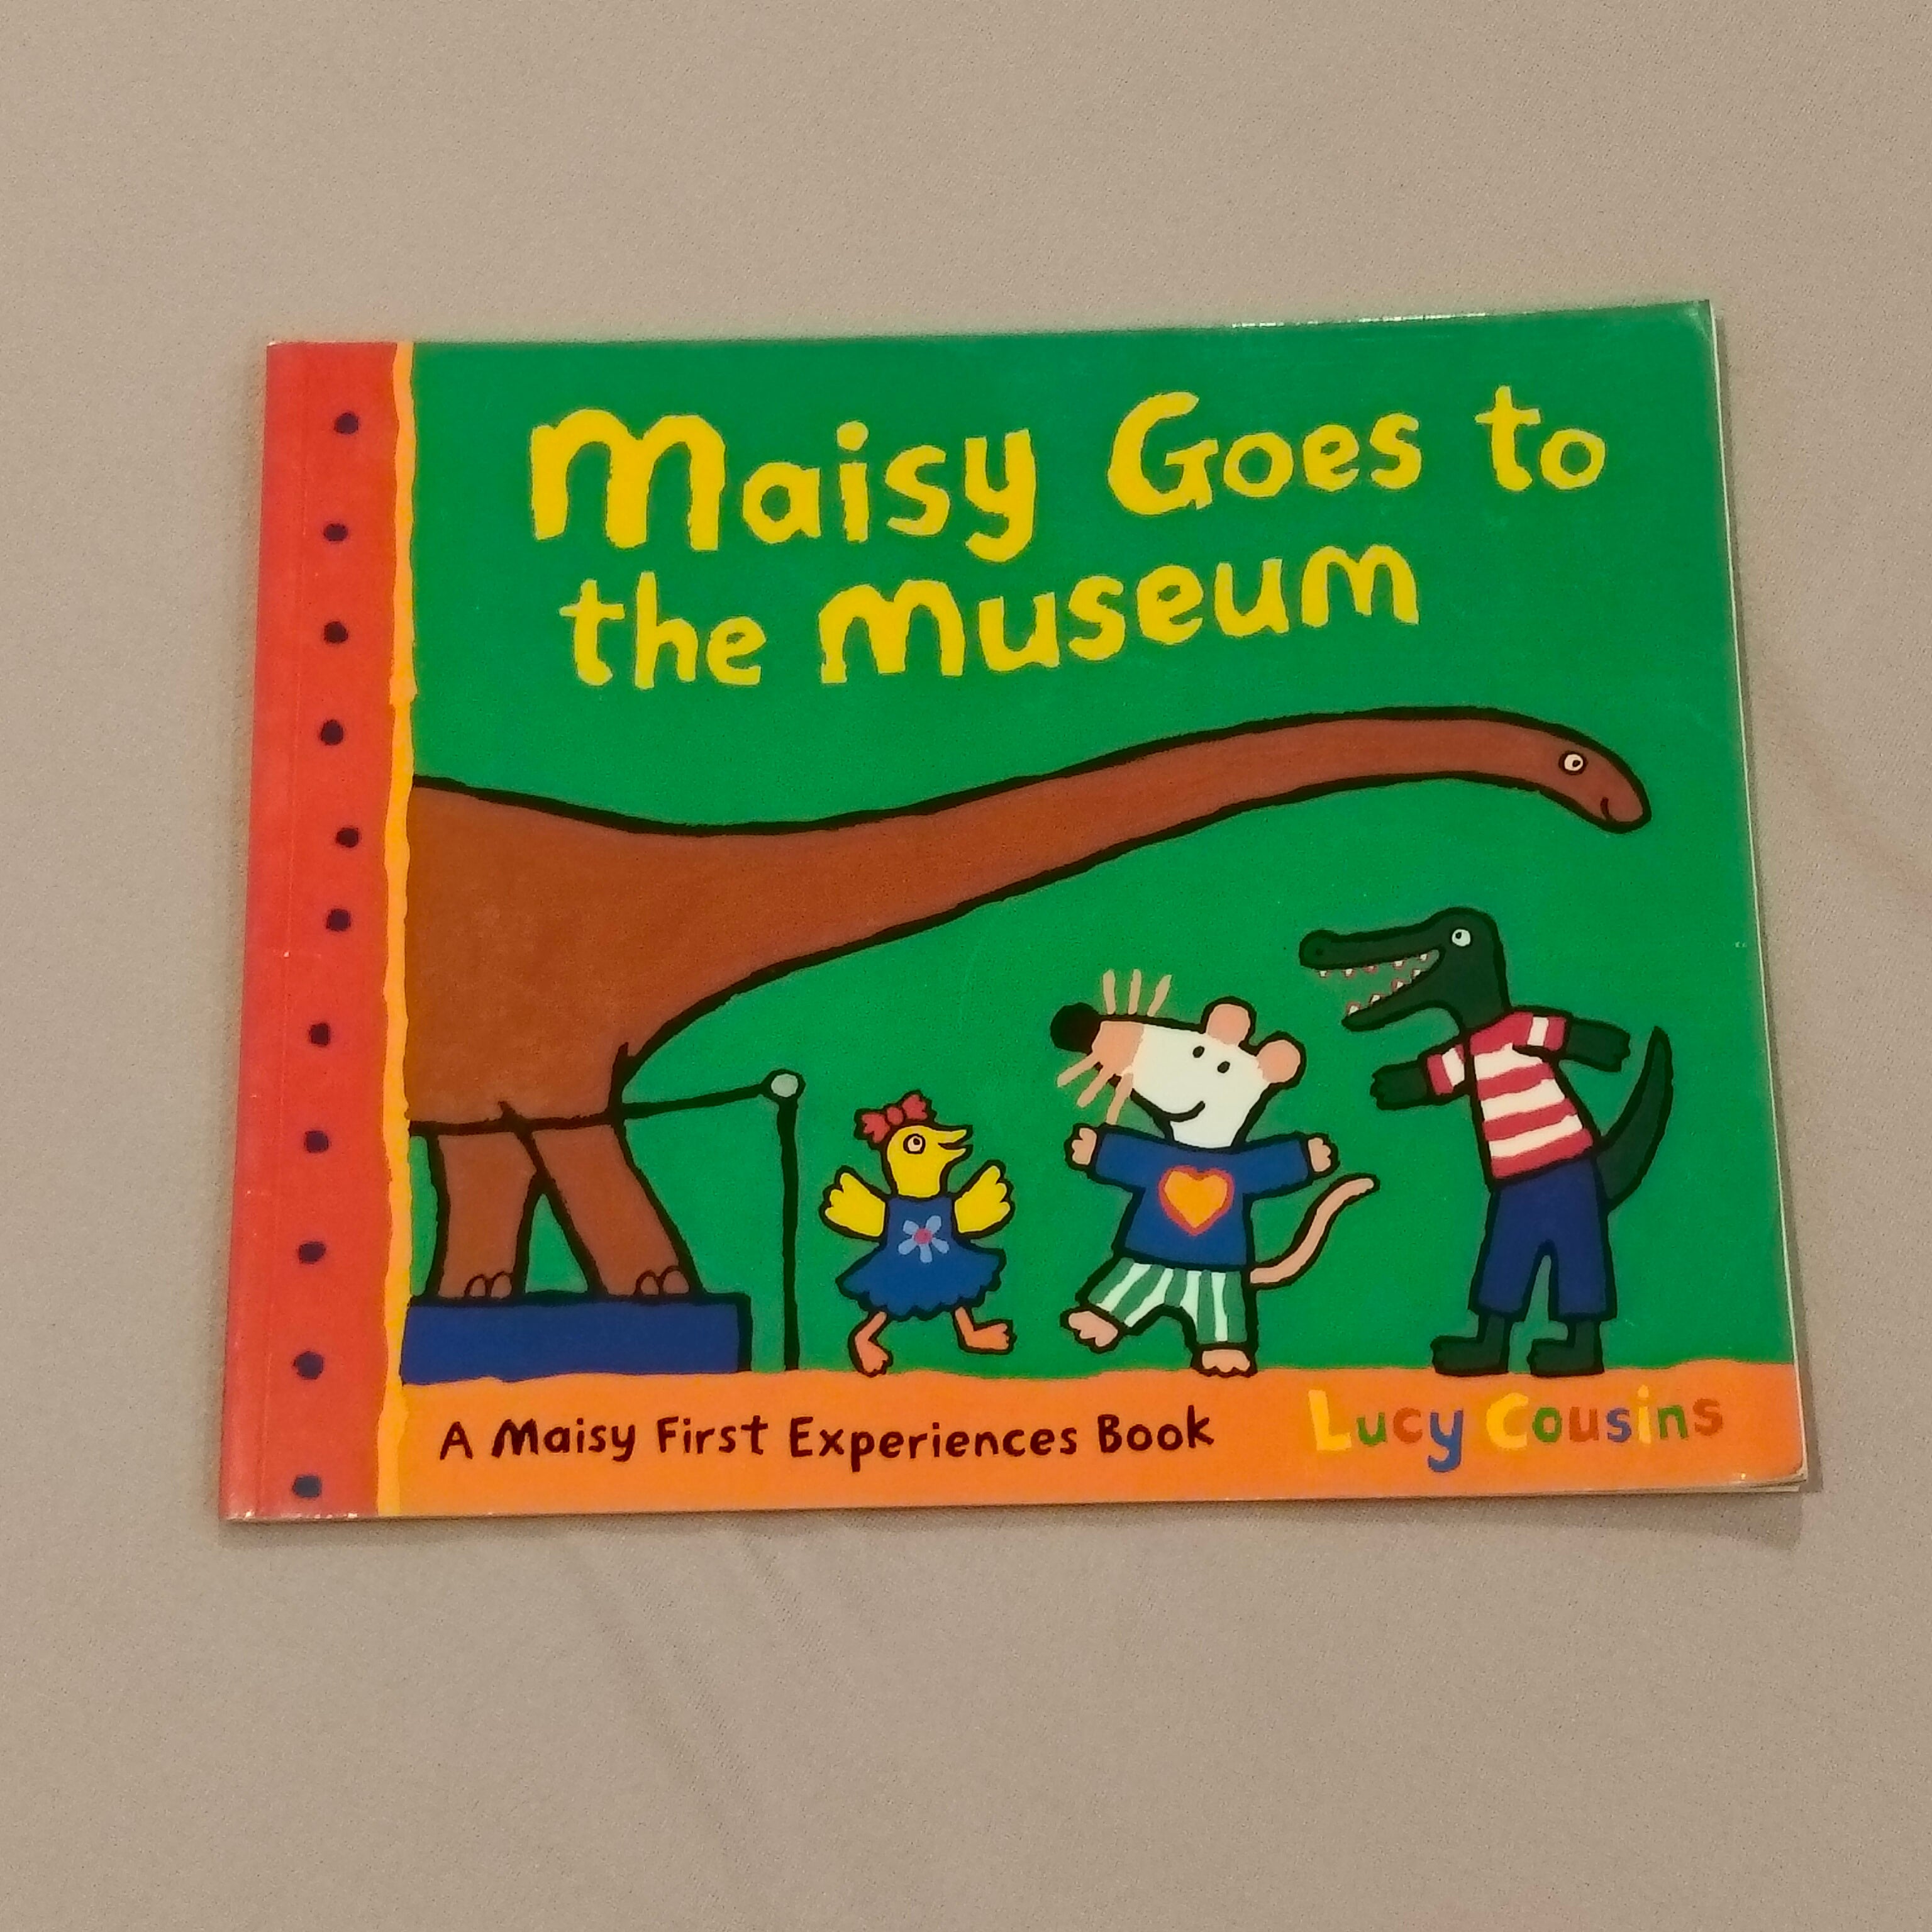 Maisy Goes to
the Museum
A Maisy First Experiences Book
Lucy Cousins